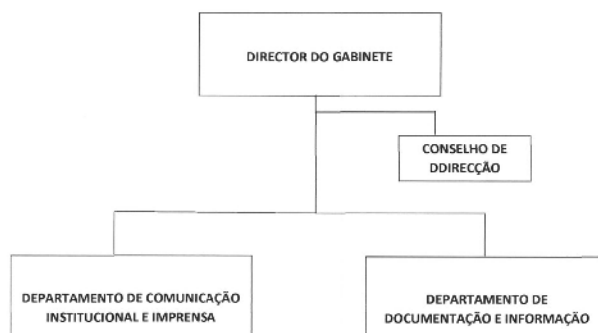 DIRECTOR DO GABINETE
CONSELHO DE
DDIRECÇÃO
DEPARTAMENTO DE COMUNICAÇÃO
INSTITUCIONAL E IMPRENSA
DEPARTAMENTO DE
DOCUMENTAÇÃO E INFORMAÇÃO